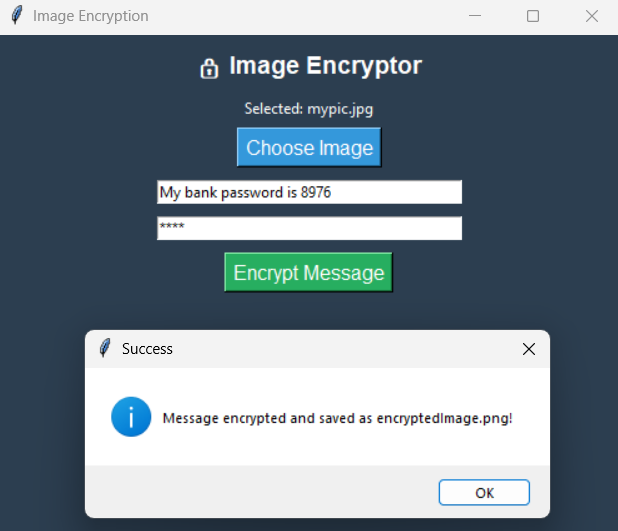 Image Encryption
Image Encryptor
Selected: mypic.jpg
Choose Image
My bank password is 8976
****
Encrypt Message
Success
Message encrypted and saved as encryptedImage.png!
OK